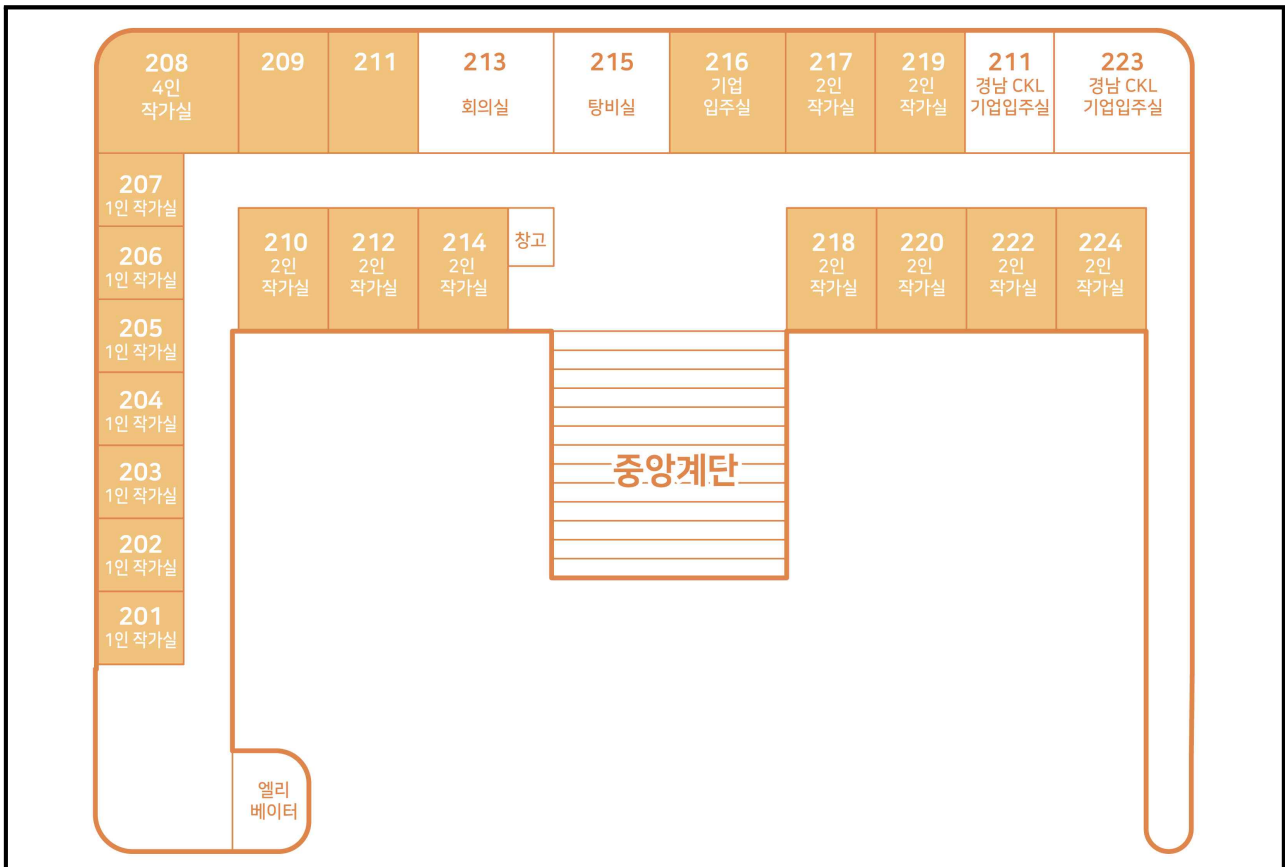 208
4인
작가실
209
211
213
회의실
215
탕비실
216
기업
입주실
217
2인
작가실
219
2인
작가실
211
경남 CKL
기업입주실
223
경남 CKL
기업입주실
207
1인 작가실
206
1인 작가실
205
1인 작가실
204
1인 작가실
203
1인 작가실
202
1인 작가실
201
1인 작가실
210
2인
작가실
212
2인
작가실
214
2인
작가실
창고
218
2인
작가실
220
2인
작가실
222
2인
작가실
224
2인
작가실
중앙계단
엘리
베이터